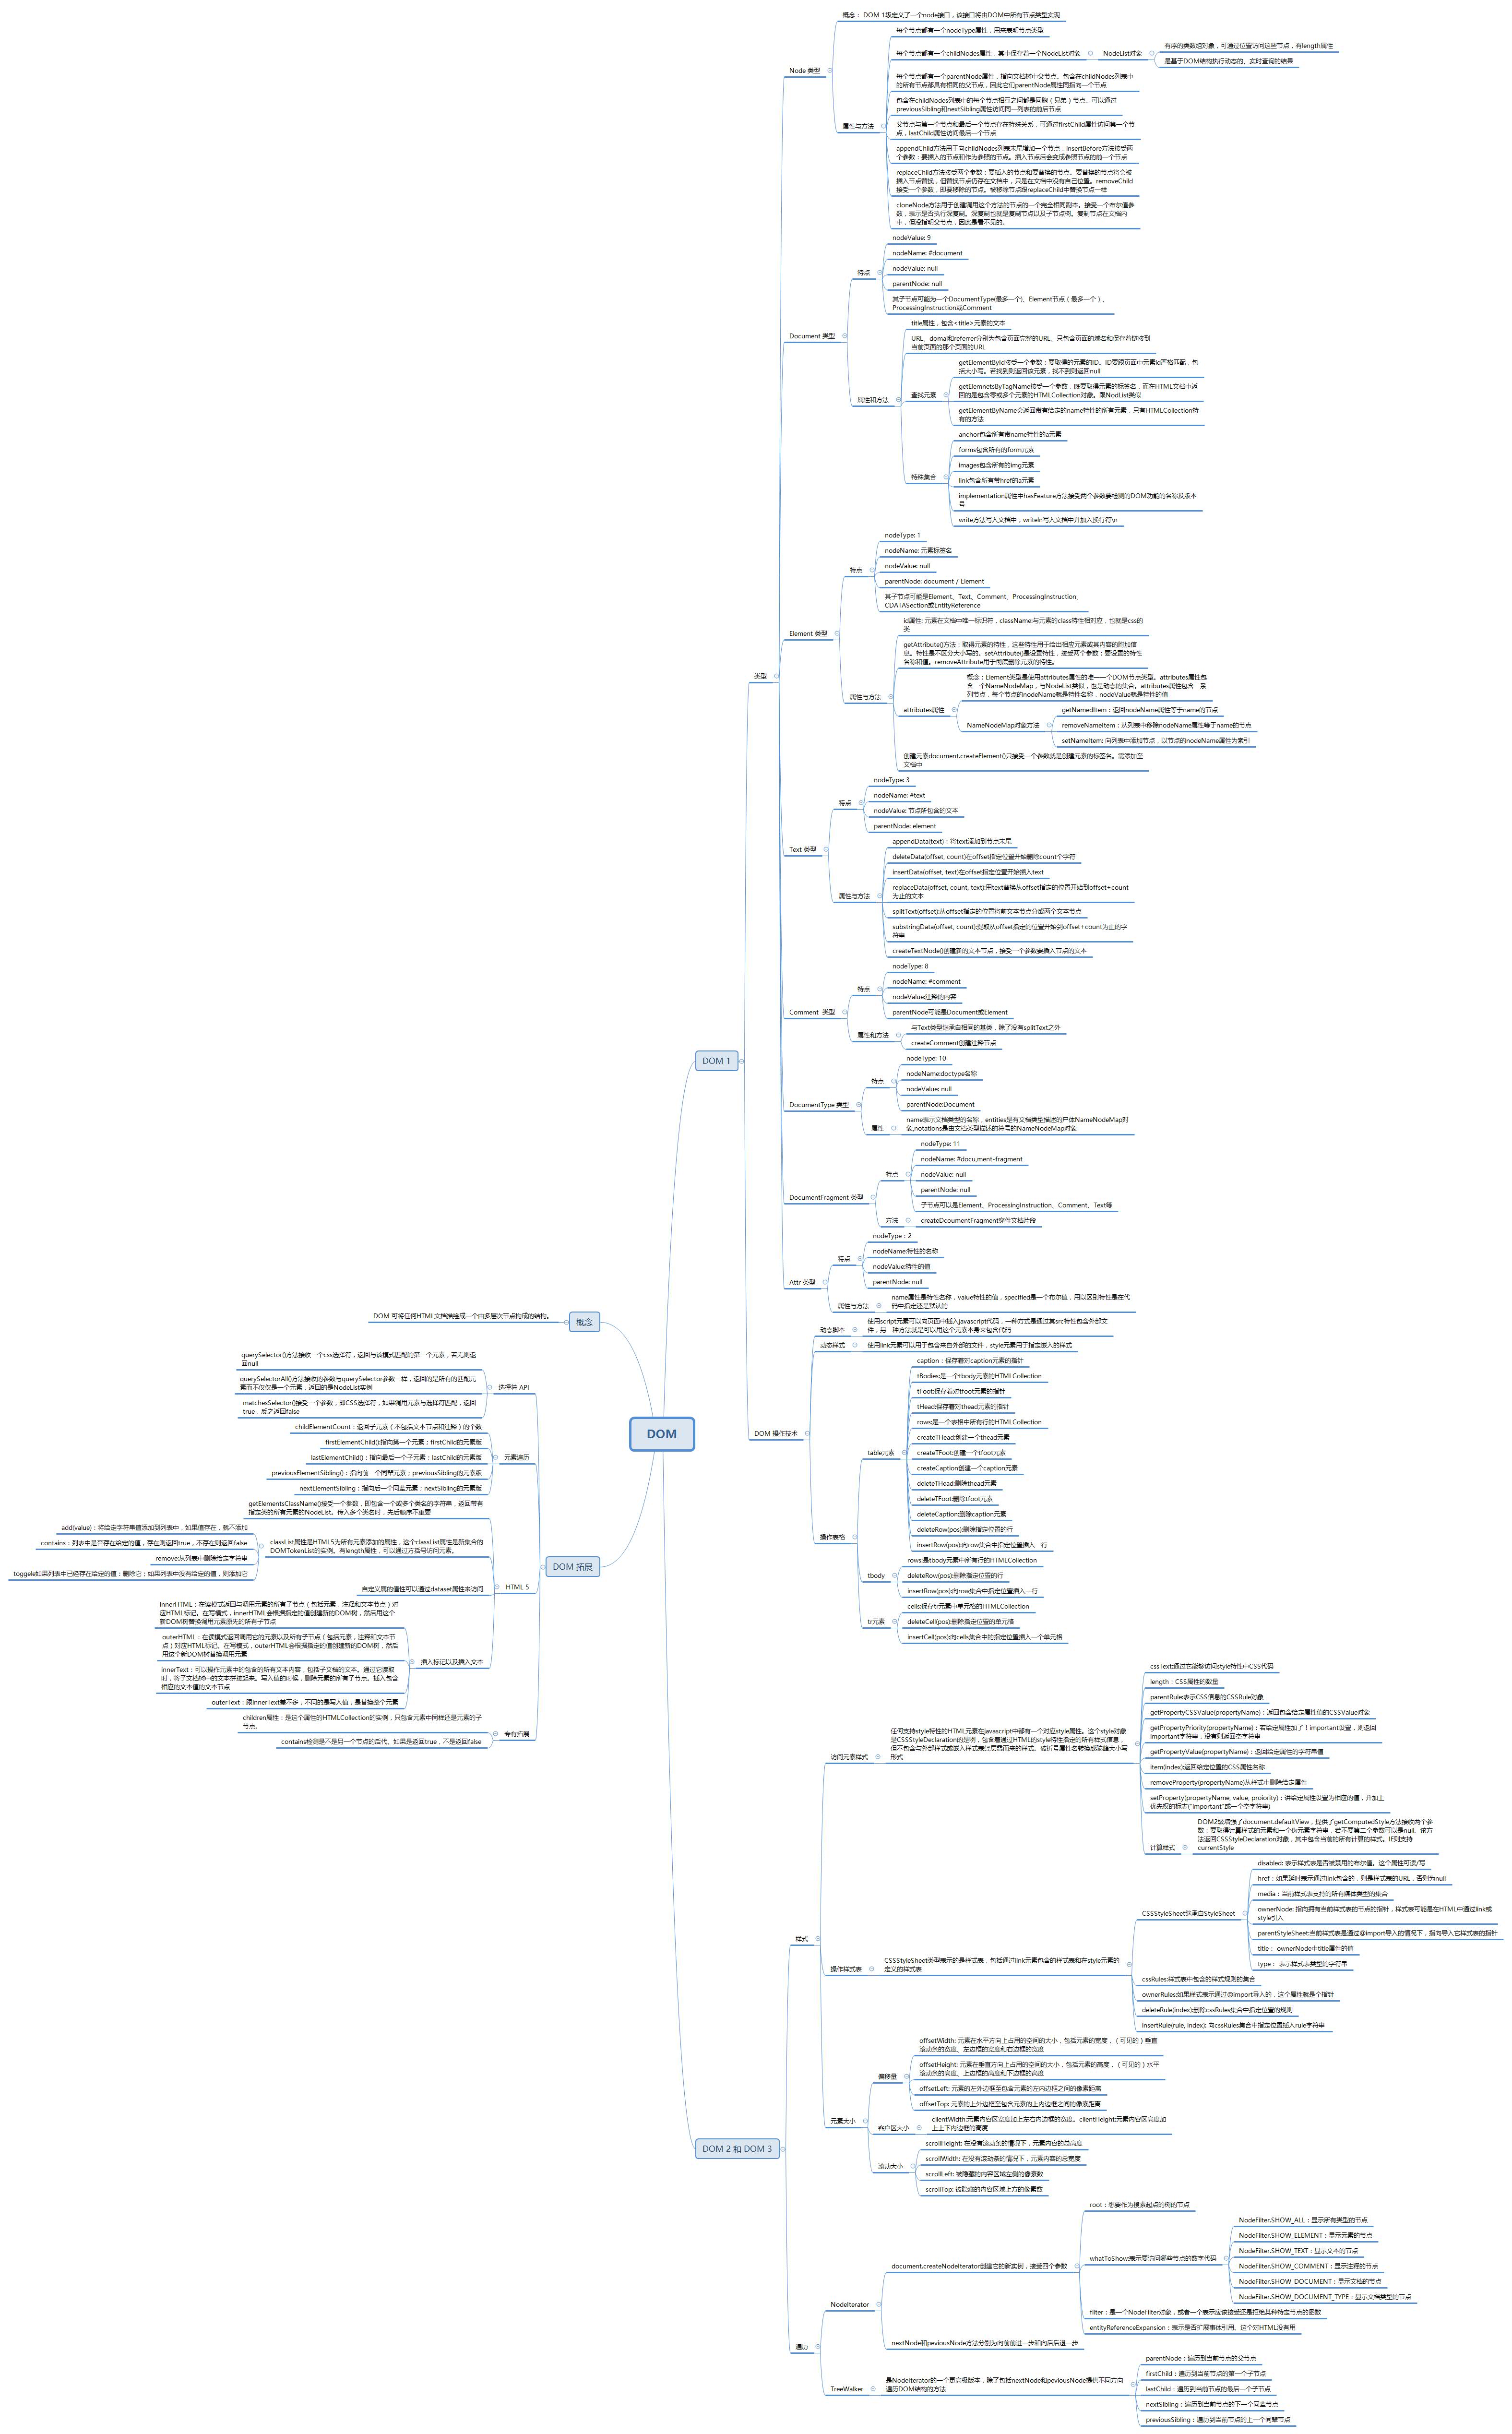 DOM
DOM 1
类型
Node 类型
概念： DOM 1级定义了一个node接口，该接口将由DOM中所有节点类型实现
属性与方法
每个节点都有一个nodeType属性，用来表明节点类型
每个节点都有一个childNodes属性，其中保存着一个NodeList对象
NodeList对象
有序的类数组对象，可通过位置访问这些节点，有length属性
是基于DOM结构执行动态的、实时查询的结果
每个节点都有一个parentNode属性，指向文档树中父节点。包含在childNodes列表中
的所有节点都具有相同的父节点，因此它们parentNode属性同指向一个节点
包含在childNodes列表中的每个节点相互之间都是同胞（兄弟）节点。可以通过
previousSibling和nextSibling属性访问同一列表的前后节点
父节点与第一个节点和最后一个节点存在特殊关系，可通过firstChild属性访问第一个节
点，lastChild属性访问最后一个节点
appendChild方法用于向childNodes列表末尾增加一个节点，insertBefore方法接受两
个参数：要插入的节点和作为参照的节点。插入节点后会变成参照节点的前一个节点
replaceChild方法接受两个参数：要插入的节点和要替换的节点。要替换的节点将会被
插入节点替换，但替换节点仍存在文档中，只是在文档中没有自己位置。removeChild
接受一个参数，即要移除的节点。被移除节点跟replaceChild中替换节点一样
cloneNode方法用于创建调用这个方法的节点的一个完全相同副本。接受一个布尔值参
数，表示是否执行深复制。深复制也就是复制节点以及子节点树。复制节点在文档内
中，但没指明父节点，因此是看不见的。
Document 类型
特点
nodeValue: 9
nodeName: #document
nodeValue: null
parentNode: null
其子节点可能为一个DocumentType(最多一个)、Element节点（最多一个）、
ProcessingInstruction或Comment
属性和方法
title属性，包含<title>元素的文本
URL、domai和referrer分别为包含页面完整的URL、只包含页面的域名和保存着链接到
当前页面的那个页面的URL
查找元素
getElementById接受一个参数：要取得的元素的ID。ID要跟页面中元素id严格匹配，包
括大小写。若找到则返回该元素，找不到则返回null
getElemnetsByTagName接受一个参数，既要取得元素的标签名，而在HTML文档中返
回的是包含零或多个元素的HTMLCollection对象。跟NodList类似
getElementByName会返回带有给定的name特性的所有元素，只有HTMLCollection特
有的方法
特殊集合
anchor包含所有带name特性的a元素
forms包含所有的form元素
images包含所有的img元素
link包含所有带href的a元素
implementation属性中hasFeature方法接受两个参数要检测的DOM功能的名称及版本
号
write方法写入文档中，writeln写入文档中并加入换行符\n
Element 类型
特点
nodeType: 1
nodeName: 元素标签名
nodeValue: null
parentNode: document / Element
其子节点可能是Element、Text、Comment、ProcessingInstruction、
CDATASection或EntityReference
属性与方法
id属性: 元素在文档中唯一标识符，className:与元素的class特性相对应，也就是css的
类
getAttribute()方法：取得元素的特性，这些特性用于给出相应元素或其内容的附加信
息。特性是不区分大小写的。setAttribute()是设置特性，接受两个参数：要设置的特性
名称和值。removeAttribute用于彻底删除元素的特性。
attributes属性
概念：Element类型是使用attributes属性的唯一一个DOM节点类型。attributes属性包
含一个NameNodeMap，与NodeList类似，也是动态的集合。attributes属性包含一系
列节点，每个节点的nodeName就是特性名称，nodeValue就是特性的值
NameNodeMap对象方法
getNamedItem：返回nodeName属性等于name的节点
removeNameItem：从列表中移除nodeName属性等于name的节点
setNameItem: 向列表中添加节点，以节点的nodeName属性为索引
创建元素document.createElement()只接受一个参数就是创建元素的标签名。需添加至
文档中
Text 类型
特点
nodeType: 3
nodeName: #text
nodeValue: 节点所包含的文本
parentNode: element
属性与方法
appendData(text)：将text添加到节点末尾
deleteData(offset, count)在offset指定位置开始删除count个字符
insertData(offset, text)在offset指定位置开始插入text
replaceData(offset, count, text):用text替换从offset指定的位置开始到offset+count
为止的文本
splitText(offset):从offset指定的位置将前文本节点分成两个文本节点
substringData(offset, count):提取从offset指定的位置开始到offset+count为止的字
符串
createTextNode()创建新的文本节点，接受一个参数要插入节点的文本
Comment  类型
特点
nodeType: 8
nodeName: #comment
nodeValue:注释的内容
parentNode可能是Document或Element
属性和方法
与Text类型继承自相同的基类，除了没有splitText之外
createComment创建注释节点
DocumentType 类型
特点
nodeType: 10
nodeName:doctype名称
nodeValue: null
parentNode:Document
属性
name表示文档类型的名称，entities是有文档类型描述的尸体NameNodeMap对
象,notations是由文档类型描述的符号的NameNodeMap对象
DocumentFragment 类型
特点
nodeType: 11
nodeName: #docu,ment-fragment
nodeValue: null
parentNode: null
子节点可以是Element、ProcessingInstruction、Comment、Text等
方法
createDcoumentFragment穿件文档片段
Attr 类型
特点
nodeType：2
nodeName:特性的名称
nodeValue:特性的值
parentNode: null
属性与方法
name属性是特性名称，value特性的值，specified是一个布尔值，用以区别特性是在代
码中指定还是默认的
DOM 操作技术
动态脚本
使用script元素可以向页面中插入javascript代码，一种方式是通过其src特性包含外部文
件，另一种方法就是可以用这个元素本身来包含代码
动态样式
使用link元素可以用于包含来自外部的文件，style元素用于指定嵌入的样式
操作表格
table元素
caption：保存着对caption元素的指针
tBodies:是一个tbody元素的HTMLCollection
tFoot:保存着对tfoot元素的指针
tHead:保存着对thead元素的指针
rows:是一个表格中所有行的HTMLCollection
createTHead:创建一个thead元素
createTFoot:创建一个tfoot元素
createCaption创建一个caption元素
deleteTHead:删除thead元素
deleteTFoot:删除tfoot元素
deleteCaption:删除caption元素
deleteRow(pos):删除指定位置的行
insertRow(pos):向row集合中指定位置插入一行
tbody
rows:是tbody元素中所有行的HTMLCollection
deleteRow(pos):删除指定位置的行
insertRow(pos):向row集合中指定位置插入一行
tr元素
cells:保存tr元素中单元格的HTMLCollection
deleteCell(pos):删除指定位置的单元格
insertCell(pos):向cells集合中的指定位置插入一个单元格
概念
DOM 可将任何HTML文档描绘成一个由多层次节点构成的结构。
DOM 拓展
选择符 API
querySelector()方法接收一个css选择符，返回与该模式匹配的第一个元素，若无则返
回null
querySelectorAll()方法接收的参数与querySelector参数一样，返回的是所有的匹配元
素而不仅仅是一个元素，返回的是NodeList实例
matchesSelector()接受一个参数，即CSS选择符，如果调用元素与选择符匹配，返回
true，反之返回false
元素遍历
childElementCount：返回子元素（不包括文本节点和注释）的个数
firstElementChild():指向第一个元素；firstChild的元素版
lastElementChild()：指向最后一个子元素；lastChild的元素版
previousElementSibling()：指向前一个同辈元素；previousSibling的元素版
nextElementSibling：指向后一个同辈元素；nextSibling的元素版
HTML 5
getElementsClassName()接受一个参数，即包含一个或多个类名的字符串，返回带有
指定类的所有元素的NodeList。传入多个类名时，先后顺序不重要
classList属性是HTML5为所有元素添加的属性，这个classList属性是新集合的
DOMTokenList的实例。有length属性，可以通过方括号访问元素。
add(value)：将给定字符串值添加到列表中，如果值存在，就不添加
contains：列表中是否存在给定的值，存在则返回true，不存在则返回false
remove:从列表中删除给定字符串
toggele如果列表中已经存在给定的值：删除它；如果列表中没有给定的值，则添加它
自定义属的值性可以通过dataset属性来访问
插入标记以及插入文本
innerHTML：在读模式返回与调用元素的所有子节点（包括元素，注释和文本节点）对
应HTML标记。在写模式，innerHTML会根据指定的值创建新的DOM树，然后用这个
新DOM树替换调用元素原先的所有子节点
outerHTML：在读模式返回调用它的元素以及所有子节点（包括元素，注释和文本节
点）对应HTML标记。在写模式，outerHTML会根据指定的值创建新的DOM树，然后
用这个新DOM树替换调用元素
innerText：可以操作元素中的包含的所有文本内容，包括子文档的文本。通过它读取
时，将子文档树中的文本拼接起来。写入值的时候，删除元素的所有子节点。插入包含
相应的文本值的文本节点
outerText：跟innerText差不多，不同的是写入值，是替换整个元素
专有拓展
children属性：是这个属性的HTMLCollection的实例，只包含元素中同样还是元素的子
节点。
contains检测是不是另一个节点的后代。如果是返回true，不是返回false
DOM 2 和 DOM 3
样式
访问元素样式
任何支持style特性的HTML元素在javascript中都有一个对应style属性。这个style对象
是CSSStyleDeclaration的是咧，包含着通过HTML的style特性指定的所有样式信息，
但不包含与外部样式或嵌入样式表经层叠而来的样式。破折号属性名转换成驼峰大小写
形式
cssText:通过它能够访问style特性中CSS代码
length：CSS属性的数量
parentRule:表示CSS信息的CSSRule对象
getPropertyCSSValue(propertyName)：返回包含给定属性值的CSSValue对象
getPropertyPriority(propertyName)：若给定属性加了！important设置，则返回
important字符串，没有则返回空字符串
getPropertyValue(propertyName)：返回给定属性的字符串值
item(index):返回给定位置的CSS属性名称
removeProperty(propertyName)从样式中删除给定属性
setProperty(propertyName, value, proiority)：讲给定属性设置为相应的值，并加上
优先权的标志("important"或一个空字符串)
计算样式
DOM2级增强了document.defaultView，提供了getComputedStyle方法接收两个参
数：要取得计算样式的元素和一个伪元素字符串，若不要第二个参数可以是null。该方
法返回CSSStyleDeclaration对象，其中包含当前的所有计算的样式。IE则支持
currentStyle
操作样式表
CSSStyleSheet类型表示的是样式表，包括通过link元素包含的样式表和在style元素的
定义的样式表
CSSStyleSheet继承自StyleSheet
disabled: 表示样式表是否被禁用的布尔值。这个属性可读/写
href：如果延时表示通过link包含的，则是样式表的URL，否则为null
media：当前样式表支持的所有媒体类型的集合
ownerNode: 指向拥有当前样式表的节点的指针，样式表可能是在HTML中通过link或
style引入
parentStyleSheet:当前样式表是通过@import导入的情况下，指向导入它样式表的指针
title： ownerNode中title属性的值
type： 表示样式表类型的字符串
cssRules:样式表中包含的样式规则的集合
ownerRules:如果样式表示通过@import导入的，这个属性就是个指针
deleteRule(index):删除cssRules集合中指定位置的规则
insertRule(rule, index): 向cssRules集合中指定位置插入rule字符串
元素大小
偏移量
offsetWidth: 元素在水平方向上占用的空间的大小，包括元素的宽度，（可见的）垂直
滚动条的宽度、左边框的宽度和右边框的宽度
offsetHeight: 元素在垂直方向上占用的空间的大小，包括元素的高度，（可见的）水平
滚动条的高度、上边框的高度和下边框的高度
offsetLeft: 元素的左外边框至包含元素的左内边框之间的像素距离
offsetTop: 元素的上外边框至包含元素的上内边框之间的像素距离
客户区大小
clientWidth:元素内容区宽度加上左右内边框的宽度。clientHeight:元素内容区高度加
上上下内边框的高度
滚动大小
scrollHeight: 在没有滚动条的情况下，元素内容的总高度
scrollWidth: 在没有滚动条的情况下，元素内容的总宽度
scrollLeft: 被隐藏的内容区域左侧的像素数
scrollTop: 被隐藏的内容区域上方的像素数
遍历
NodeIterator
document.createNodeIterator创建它的新实例，接受四个参数
root：想要作为搜素起点的树的节点
whatToShow:表示要访问哪些节点的数字代码
NodeFilter.SHOW_ALL：显示所有类型的节点
NodeFilter.SHOW_ELEMENT：显示元素的节点
NodeFilter.SHOW_TEXT：显示文本的节点
NodeFilter.SHOW_COMMENT：显示注释的节点
NodeFilter.SHOW_DOCUMENT：显示文档的节点
NodeFilter.SHOW_DOCUMENT_TYPE：显示文档类型的节点
filter：是一个NodeFilter对象，或者一个表示应该接受还是拒绝某种特定节点的函数
entityReferenceExpansion：表示是否扩展事体引用。这个对HTML没有用
nextNode和peviousNode方法分别为向前前进一步和向后后退一步
TreeWalker
是NodeIterator的一个更高级版本，除了包括nextNode和peviousNode提供不同方向
遍历DOM结构的方法
parentNode：遍历到当前节点的父节点
firstChild：遍历到当前节点的第一个子节点
lastChild：遍历到当前节点的最后一个子节点
nextSibling：遍历到当前节点的下一个同辈节点
previousSibling：遍历到当前节点的上一个同辈节点